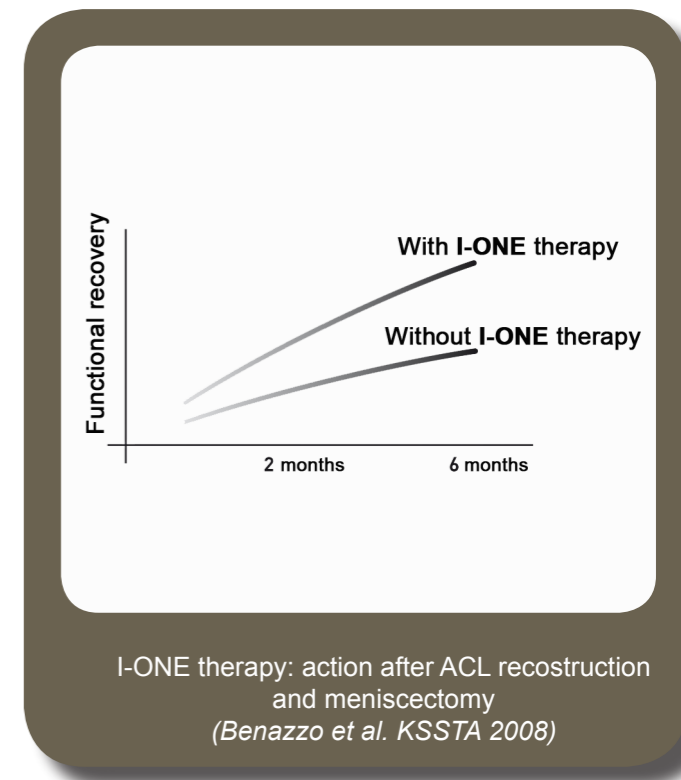 Functional recovery
With I-ONE therapy
Without I-ONE therapy
2 months
6 months
I-ONE therapy: action after ACL recostruction
and meniscectomy
(Benazzo et al. KSSTA 2008)